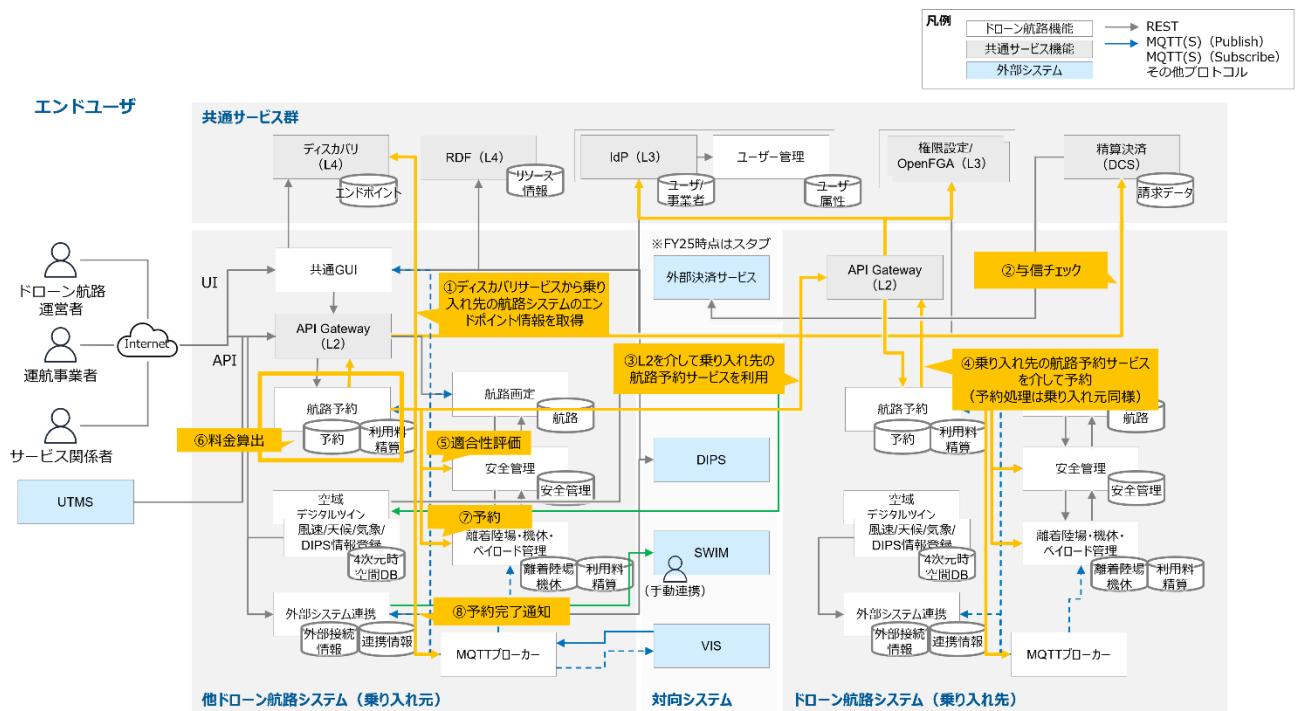 凡例
ドローン航路機能
共通サービス機能
外部システム
REST
MQTT(S)（Publish）
MQTT(S)（Subscribe）
その他プロトコル
エンドユーザ
共通サービス群
ディスカバリ
（L4）
エンドポイント
RDF（L4）
リソース
情報
IdP（L3）
ユーザ/
事業者
ユーザー管理
ユーザ
属性
権限設定/
OpenFGA（L3）
精算決済
（DCS）
請求データ
ドローン航路
運営者
運航事業者
サービス関係者
Internet
UI
API
UTMS
共通GUI
API Gateway
（L2）
①ディスカバリサービスから乗り
入れ先の航路システムのエン
ドポイント情報を取得
航路予約
予約
利用料
精算
⑥料金算出
航路画定
航路
⑤適合性評価
安全管理
安全管理
空域
デジタルツイン
風速/天候/気象/
DIPS情報登録
4次元時
空間DB
⑦予約
離着陸場・機体・
ペイロード管理
離着陸場
機体
利用料
精算
外部システム連携
外部接続
情報
連携情報
⑧予約完了通知
MQTTブローカー
他ドローン航路システム（乗り入れ元）
※FY25時点はスタブ
外部決済サービス
③L2を介して乗り入れ先の
航路予約サービスを利用
DIPS
SWIM
（手動連携）
VIS
対向システム
API Gateway
（L2）
②与信チェック
④乗り入れ先の航路予約サービス
を介して予約
（予約処理は乗り入れ元同様）
航路予約
予約
利用料
精算
航路
安全管理
安全管理
空域
デジタルツイン
風速/天候/気象/
DIPS情報登録
4次元時
空間DB
離着陸場・機体・
ペイロード管理
離着陸場
機体
利用料
精算
外部システム連携
外部接続
情報
連携情報
MQTTブローカー
ドローン航路システム（乗り入れ先）